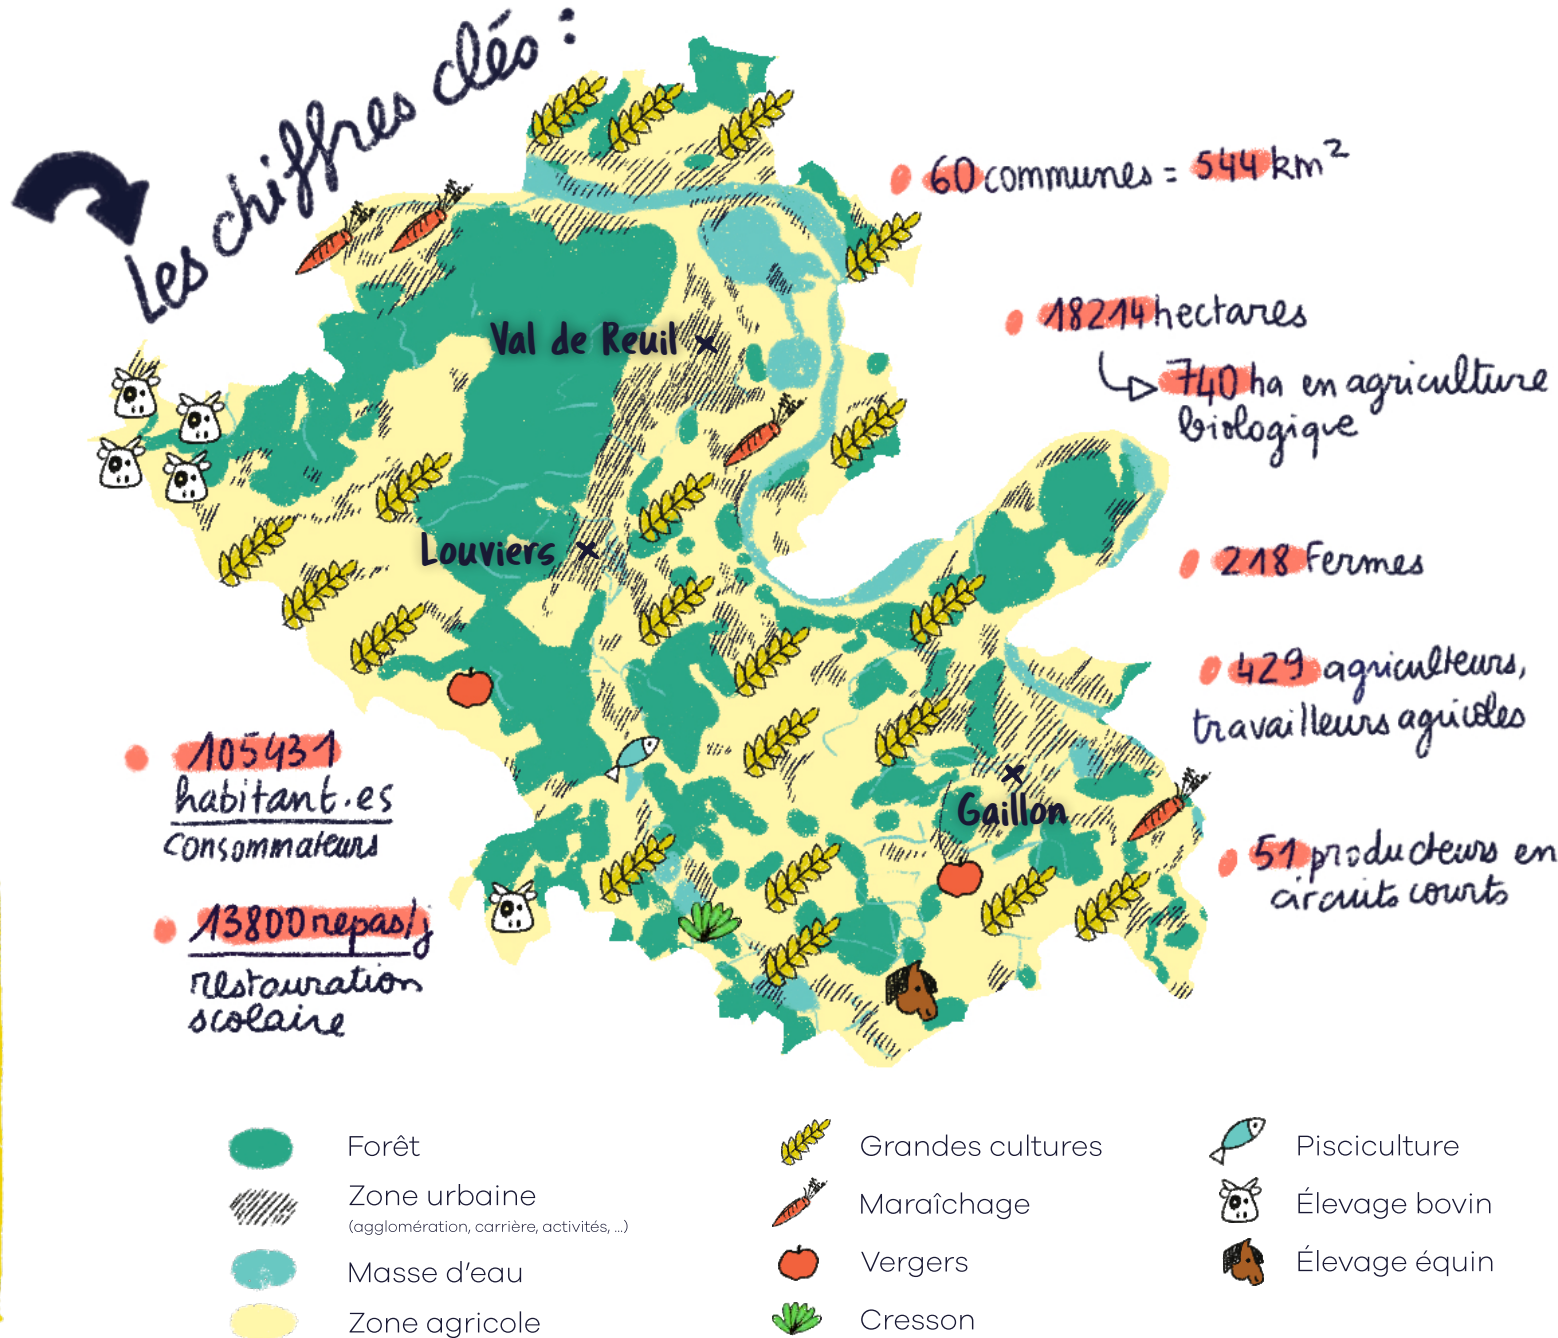 Les chiffres clés :
60 communes = 544 km²
18214 hectares
740 ha en agriculture
biologique
218 Fermes
429 agriculteurs,
travailleurs agricoles
51 producteurs en
circuits courts
105431
habitant.es
consommateurs
13800 repas/j
restauration
scolaire
Val de Reuil
Louviers
Gaillon
Forêt
Zone urbaine
(agglomération, carrière, activités, ...)
Masse d'eau
Zone agricole
Grandes cultures
Maraîchage
Vergers
Cresson
Pisciculture
Élevage bovin
Élevage équin